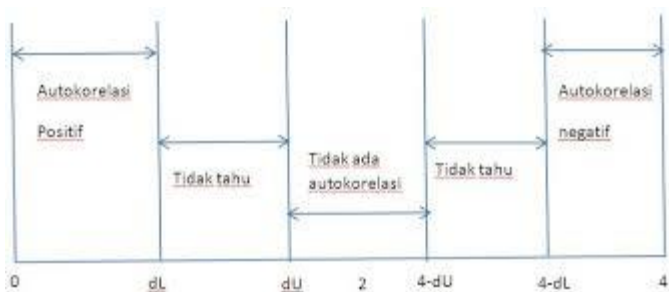 Autokorelasi
Positif
Tidak tahu
Tidak ada
autokorelasi
Tidak tahu
Autokorelasi
negatif
0 dL dU 2 4-dU 4-dL 4